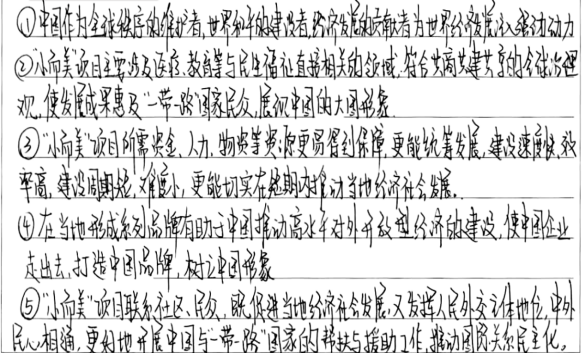 ①中国作为全球秩序的维护者,世界和平的建设者,经济发展的贡献者为世界经济发展注入强劲动力
②"小而美"项目主要涉及医疗、教育等与民生福祉直接相关的领域,符合共商共建共享的全球治理
观,使发展成果惠及"一带一路"国家民众,展现中国的大国形象.
③"小而美"项目所需资金、人力、物资等资源更易得到保障,更能统筹发展,建设速度快,效
率高,建设周期短,难度小,更能切实在短期内推动当地经济社会发展.
④在当地形成系列品牌有助于中国推动高水平对外开放型经济的建设,使中国企业
走出去,打造中国品牌,树立中国形象
⑤"小而美"项目联系社区、民众,既促进当地经济社会发展,又发挥人民外交主体地位,中外
民心相通,更好地开展中国与"一带一路"国家的帮扶与援助工作,推动国际关系民主化。